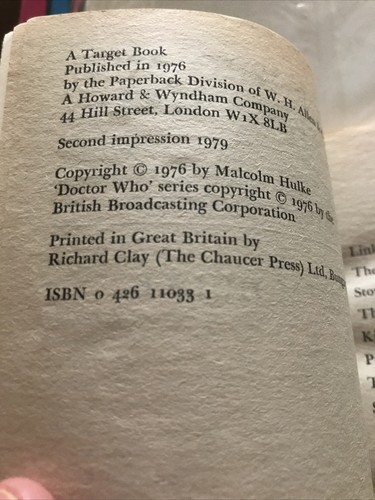 A Target Book
Published in 1976
by the Paperback Division of W. H. Allen
A Howard & Wyndham Company
44 Hill Street, London W1X 8LB
Second impression 1979
Copyright © 1976 by Malcolm Hulke
'Doctor Who' series copyright © 1976 by the
British Broadcasting Corporation
Printed in Great Britain by
Richard Clay (The Chaucer Press) Ltd,
ISBN 0 426 11033 1